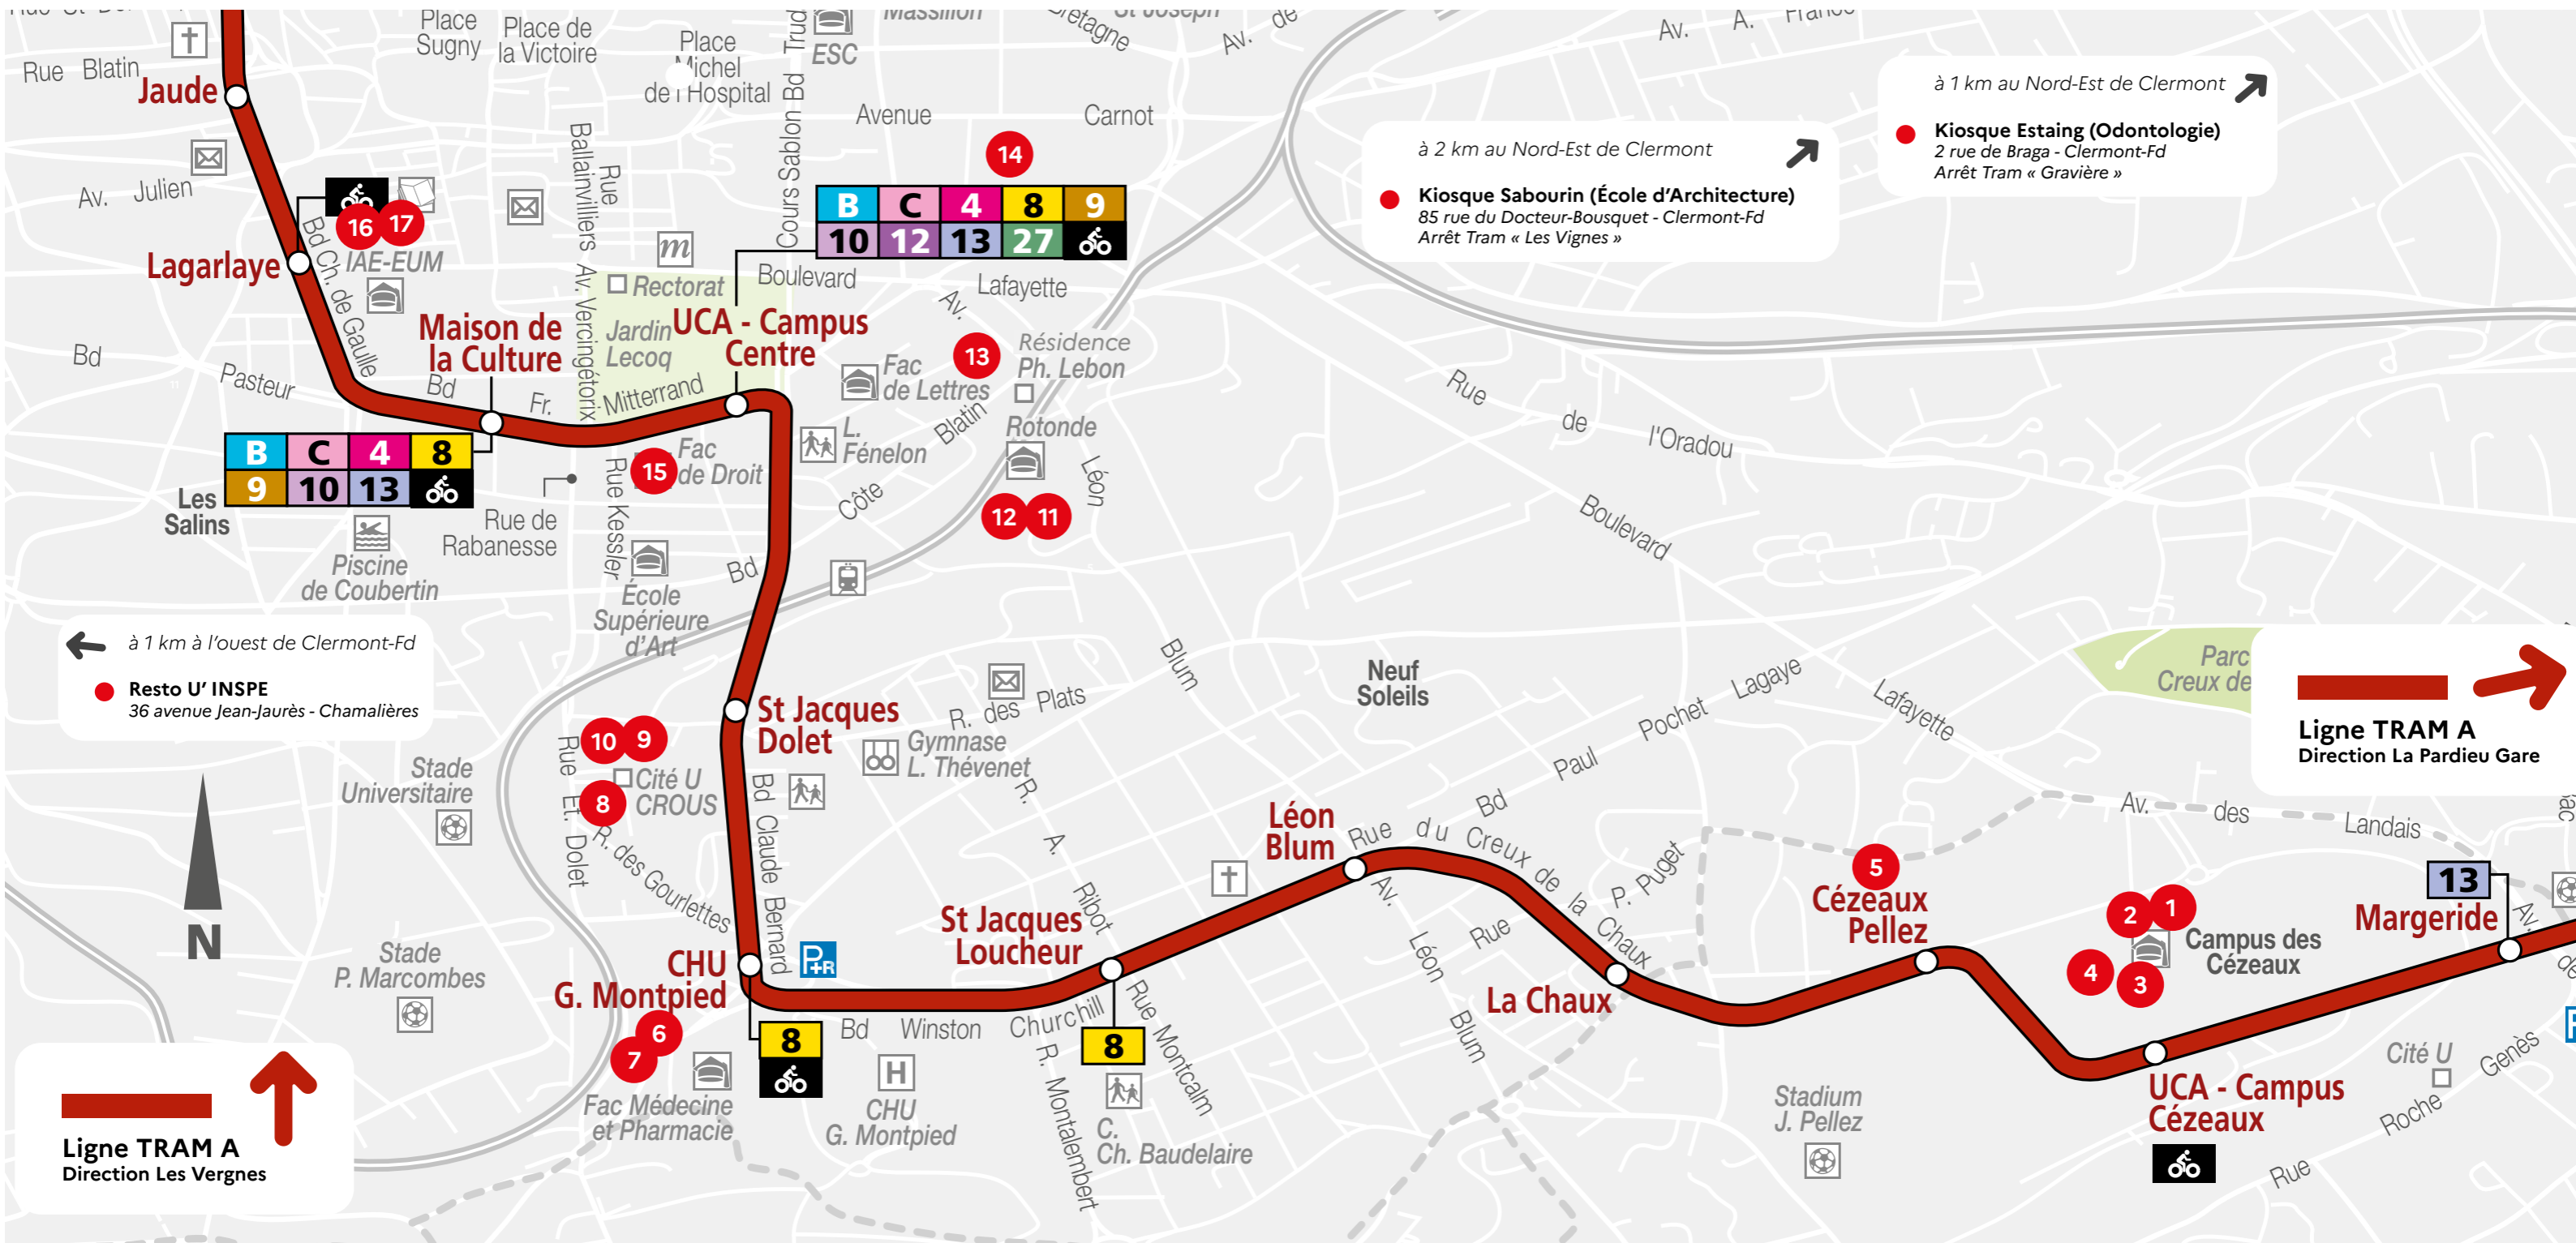 Place
Sugny
Place de
la Victoire
Place
Michel
de l'Hospital
Cours Sablon Bd Trud
ESC
Massillon
Bretagne
St Joseph
Av. de
Av. A. France
Rue Blatin
Jaude
Av. Julien
Rue
Ballainvilliers
Avenue Carnot
14
B C 4 8 9
10 12 13 27
à 2 km au Nord-Est de Clermont
Kiosque Sabourin (École d'Architecture)
85 rue du Docteur-Bousquet - Clermont-Fd
Arrêt Tram « Les Vignes »
à 1 km au Nord-Est de Clermont
Kiosque Estaing (Odontologie)
2 rue de Braga - Clermont-Fd
Arrêt Tram « Gravière »
16 17
IAE-EUM
Lagarlaye
Bd Ch. de Gaulle
m
Rectorat
Boulevard Lafayette
Av. Vercingétorix
Jardin
Lecoq
UCA - Campus
Centre
Maison de
la Culture
Bd Pasteur
Bd Fr. Mitterrand
Fac
de Lettres
13
Résidence
Ph. Lebon
Av.
Côte Blatin
Rotonde
L.
Fénelon
B C 4 8
9 10 13
Les
Salins
15
Fac
de Droit
Rue de
Rabanesse
Rue Kessler
12 11
Piscine
de Coubertin
École
Supérieure
d'Art
Bd
Léon Blum
Rue de l'Oradou
Boulevard Lafayette
à 1 km à l'ouest de Clermont-Fd
Resto U' INSPE
36 avenue Jean-Jaurès - Chamalières
Neuf
Soleils
Parc
Creux de
Ligne TRAM A
Direction La Pardieu Gare
St Jacques
Dolet
R. des Plats
Gymnase
L. Thévenet
10 9
8
Cité U
CROUS
Rue Et. Dolet
R. des Gourlettes
Bd Claude Bernard
Stade
Universitaire
N
Stade
P. Marcombes
R. A. Ribot
Bd Paul Pochet Lagaye
Léon
Blum
Rue du Creux de la Chaux
Rue P. Puget
Av. Léon Blum
Av. des Landais
5
Cézeaux
Pellez
2 1
4 3
Campus des
Cézeaux
13
Margeride
Av. de
CHU
G. Montpied
P+R
St Jacques
Loucheur
La Chaux
6
7
Fac Médecine
et Pharmacie
8
Bd Winston Churchill
8
H
CHU
G. Montpied
R. Montalembert
Rue Montcalm
C.
Ch. Baudelaire
Stadium
J. Pellez
UCA - Campus
Cézeaux
Cité U
Rue Roche Genès
Ligne TRAM A
Direction Les Vergnes